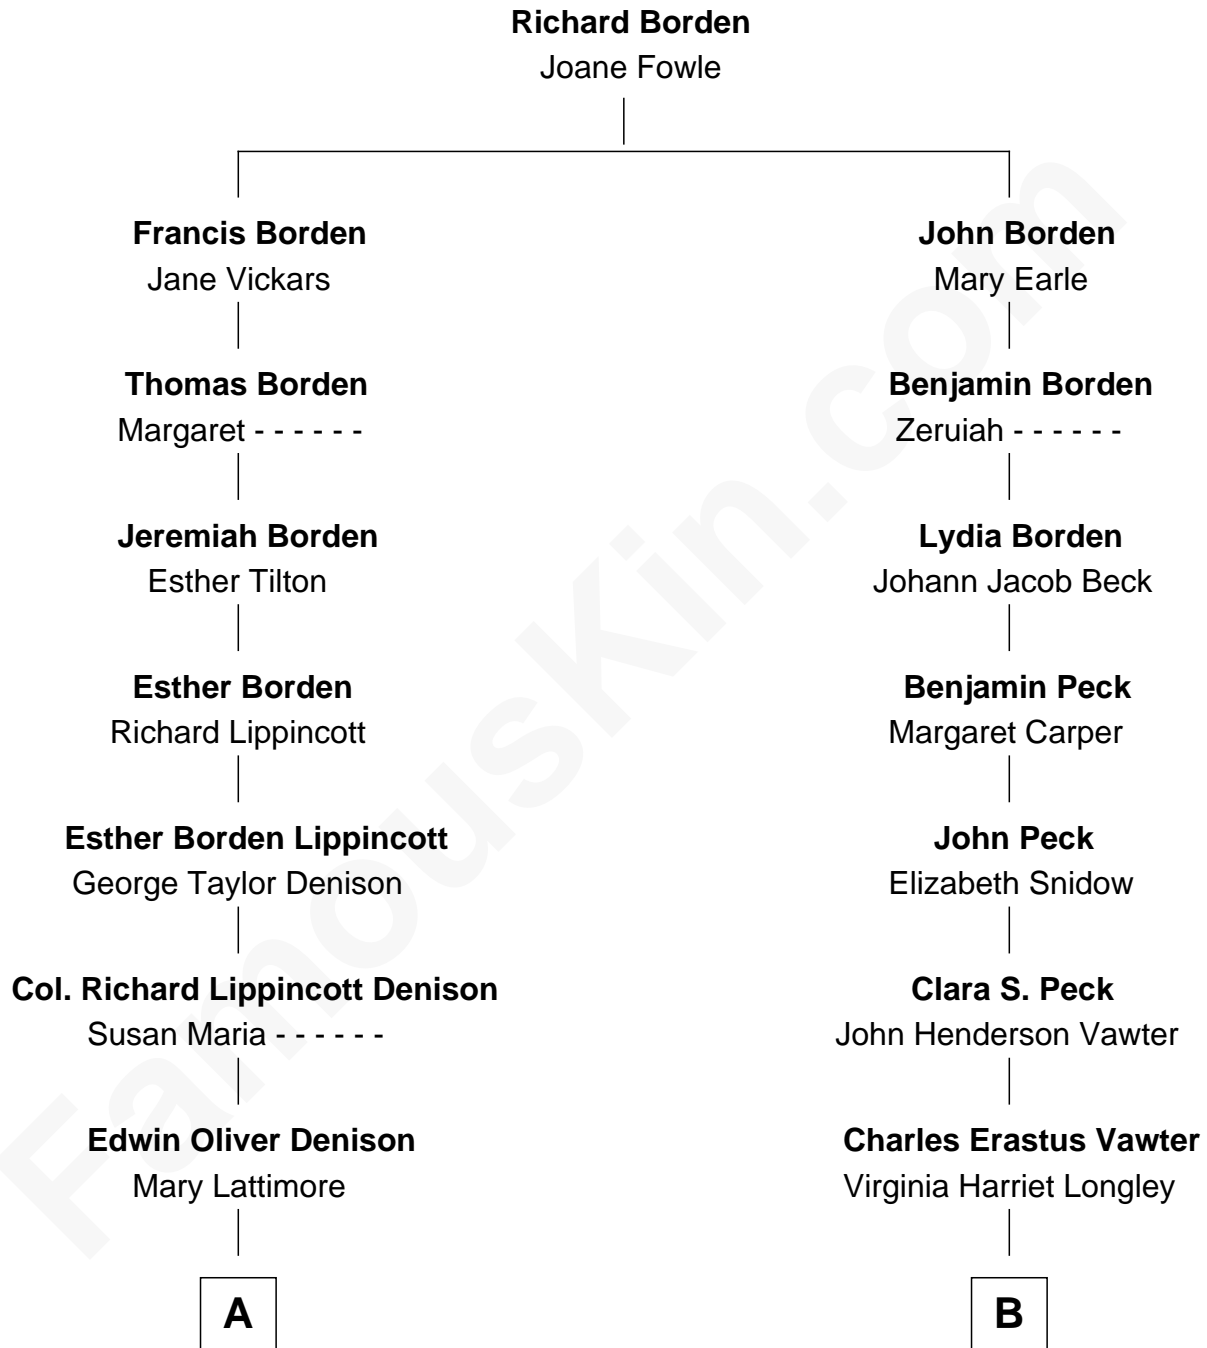 Richard Borden
Joane Fowle
Francis Borden
Jane Vickars
John Borden
Mary Earle
Thomas Borden
Margaret - - - - - -
Benjamin Borden
Zeruiah - - - - - -
Jeremiah Borden
Esther Tilton
Lydia Borden
Johann Jacob Beck
Esther Borden
Richard Lippincott
Benjamin Peck
Margaret Carper
Esther Borden Lippincott
George Taylor Denison
John Peck
Elizabeth Snidow
Col. Richard Lippincott Denison
Susan Maria - - - - - -
Clara S. Peck
John Henderson Vawter
Edwin Oliver Denison
Mary Lattimore
Charles Erastus Vawter
Virginia Harriet Longley
A
B
FamousKin.com